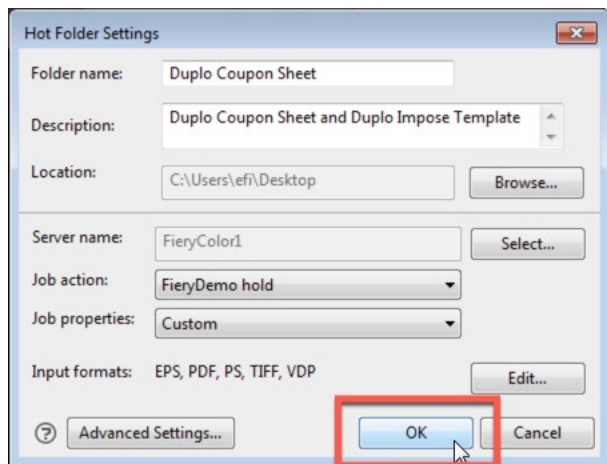 Hot Folder Settings
Folder name: Duplo Coupon Sheet
Description: Duplo Coupon Sheet and Duplo Impose Template
Location: C:\Users\efi\Desktop Browse...
Server name: FieryColor1 Select...
Job action: FieryDemo hold
Job properties: Custom
Input formats: EPS, PDF, PS, TIFF, VDP Edit...
? Advanced Settings... OK Cancel